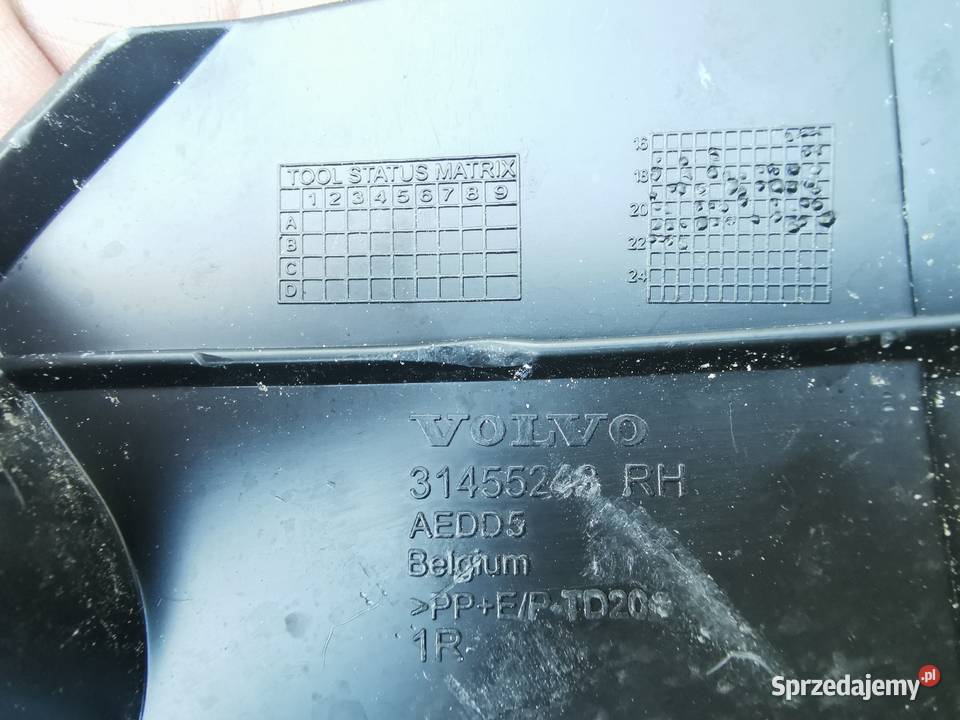 TOOL STATUS MATRIX
1 2 3 4 5 6 7 8 9
A
B
C
D
16
18
20
22
24
VOLVO
RH
AEDD5
Belgium
1R
Sprzedajemy.pl